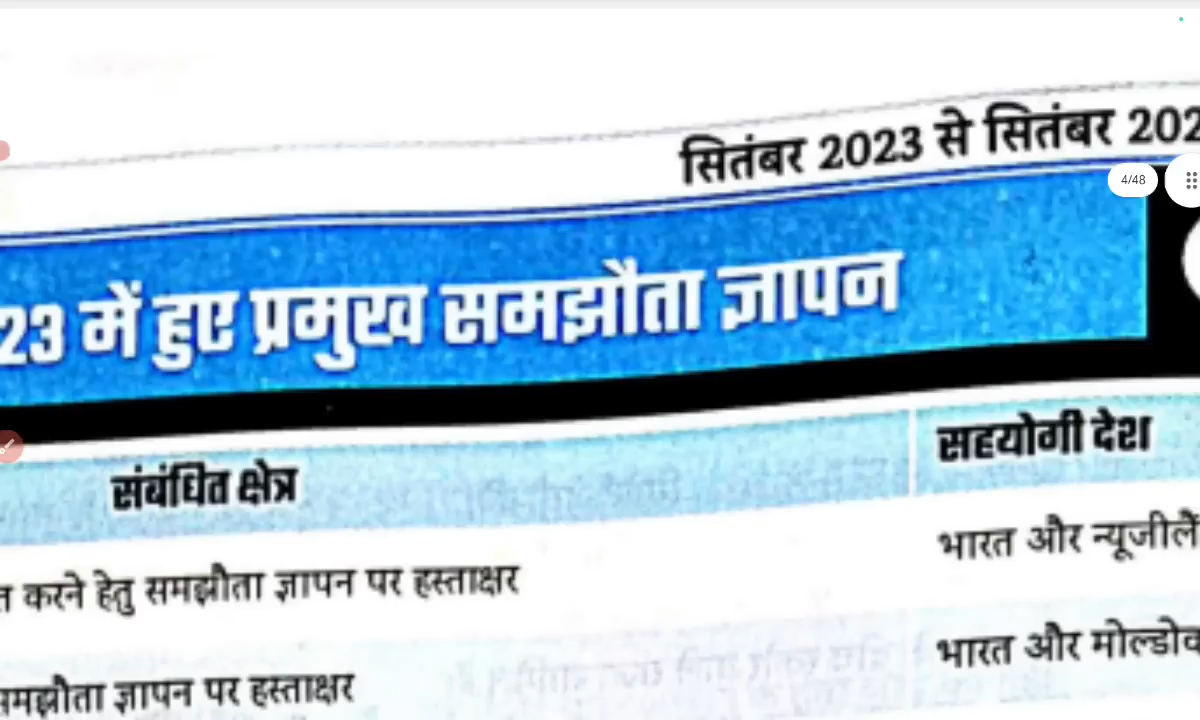 सितंबर 2023 से सितंबर 202
4/48
23 में हुए प्रमुख समझौता ज्ञापन
संबंधित क्षेत्र
सहयोगी देश
त करने हेतु समझौता ज्ञापन पर हस्ताक्षर
भारत और न्यूजीलैं
समझौता ज्ञापन पर हस्ताक्षर
भारत और मोल्डोव